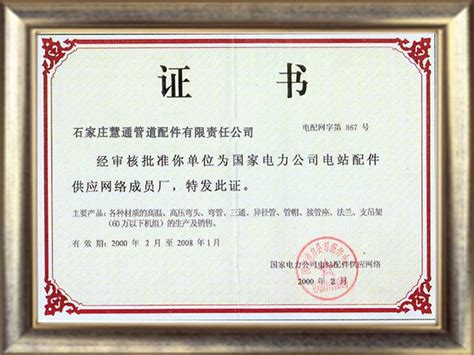 证书
石家庄慧通管道配件有限责任公司 电配网字第 867 号
经审核批准你单位为国家电力公司电站配件
供应网络成员厂，特发此证。
主要产品：各种材质的高温、高压弯头、弯管、三通、异径管、管帽、接管座、法兰、支吊架
(60万以下机组)的生产及销售。
有效期：2000 年 2月至 2008年1月
国家电力公司电站配件供应网络
2000 年 2月